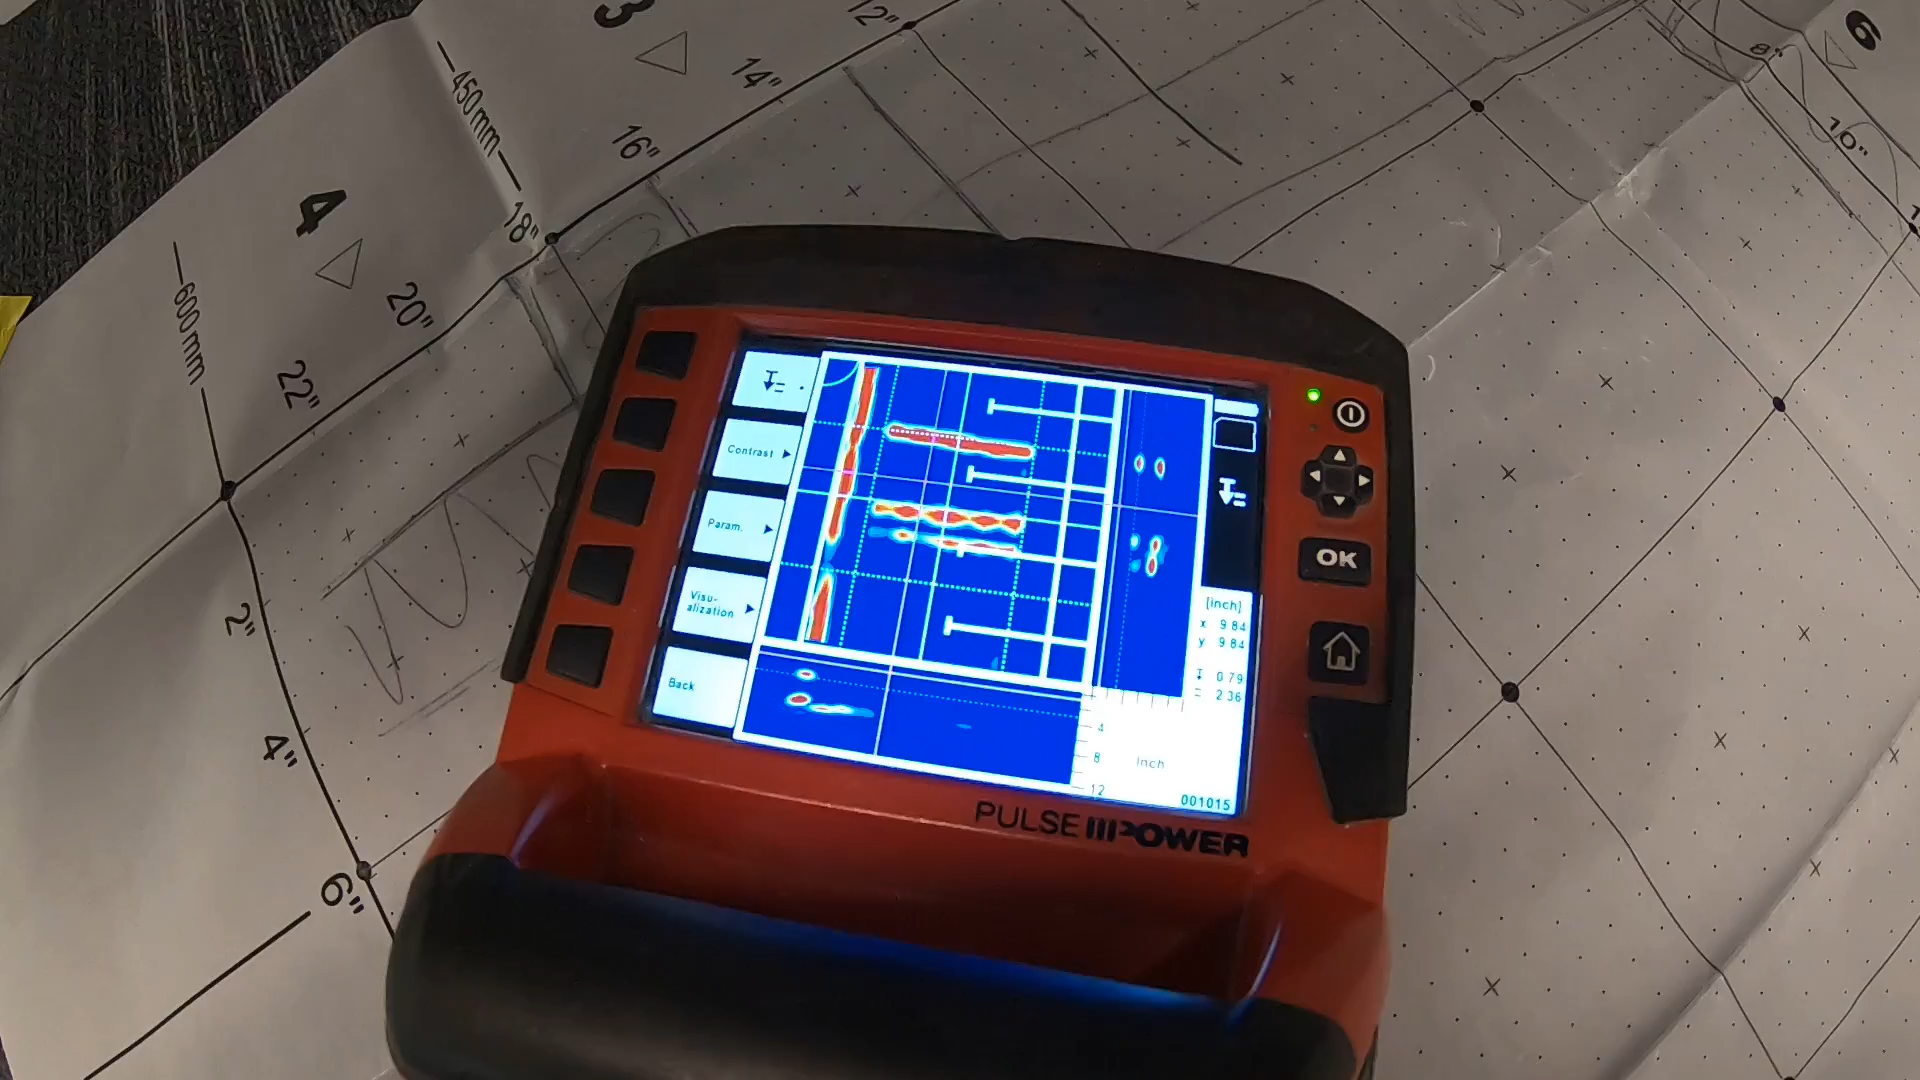 3
12"
14"
450mm
16"
18"
4
600mm
20"
22"
2"
4"
6"
6
8"
10"
Contrast
Param.
Visu-
alization
Back
[inch]
x 9.84
y 9.84
0.79
2.36
4
8 Inch
12
001015
OK
PULSE POWER